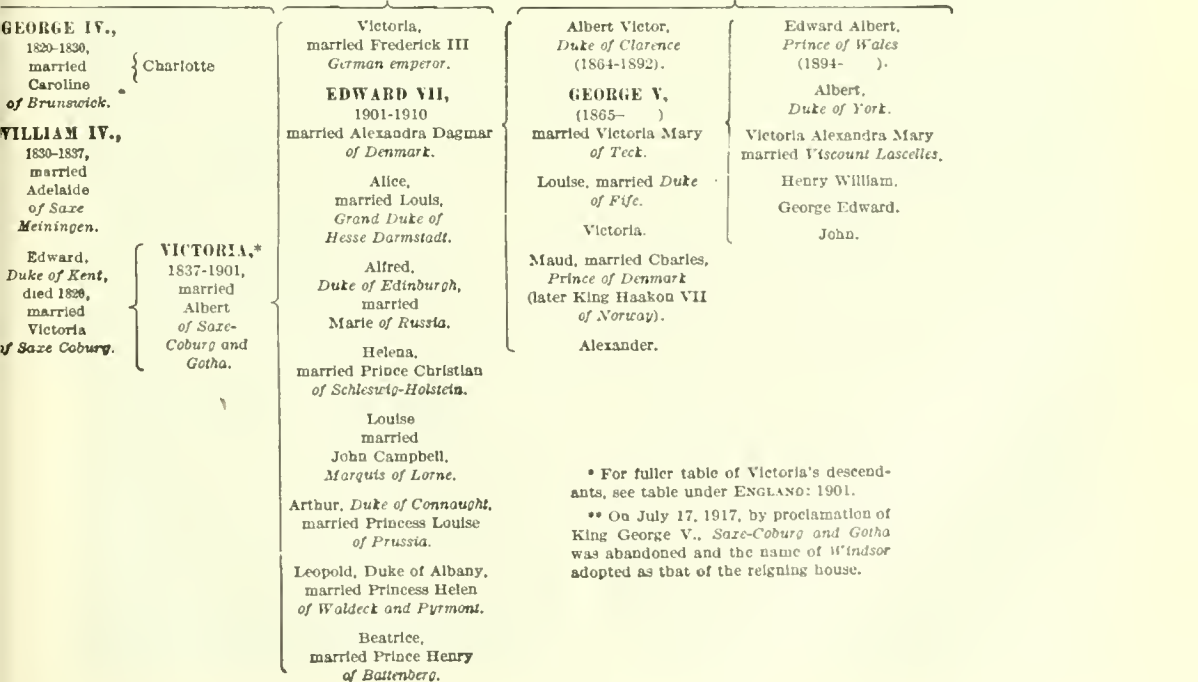 GEORGE IV.,
1820-1830,
married
Caroline
of Brunswick.
Charlotte
WILLIAM IV.,
1830-1837,
married
Adelaide
of Saxe
Meiningen.
Edward,
Duke of Kent,
died 1820,
married
Victoria
of Saxe Coburg.
VICTORIA,*
1837-1901,
married
Albert
of Saxe-
Coburg and
Gotha.
Victoria,
married Frederick III
German emperor.
EDWARD VII,
1901-1910
married Alexandra Dagmar
of Denmark.
Alice,
married Louis,
Grand Duke of
Hesse Darmstadt.
Alfred,
Duke of Edinburgh,
married
Marie of Russia.
Helena,
married Prince Christian
of Schleswig-Holstein.
Louise
married
John Campbell,
Marquis of Lorne.
Arthur, Duke of Connaught,
married Princess Louise
of Prussia.
Leopold, Duke of Albany,
married Princess Helen
of Waldeck and Pyrmont.
Beatrice,
married Prince Henry
of Battenberg.
Albert Victor,
Duke of Clarence
(1864-1892).
GEORGE V,
(1865- )
married Victoria Mary
of Teck.
Louise, married Duke
of Fife.
Victoria.
Maud, married Charles,
Prince of Denmark
(later King Haakon VII
of Norway).
Alexander.
Edward Albert,
Prince of Wales
(1894- ).
Albert,
Duke of York.
Victoria Alexandra Mary
married Viscount Lascelles.
Henry William.
George Edward.
John.
* For fuller table of Victoria's descend-
ants, see table under ENGLAND: 1901.
** On July 17, 1917, by proclamation of
King George V., Saxe-Coburg and Gotha
was abandoned and the name of Windsor
adopted as that of the reigning house.